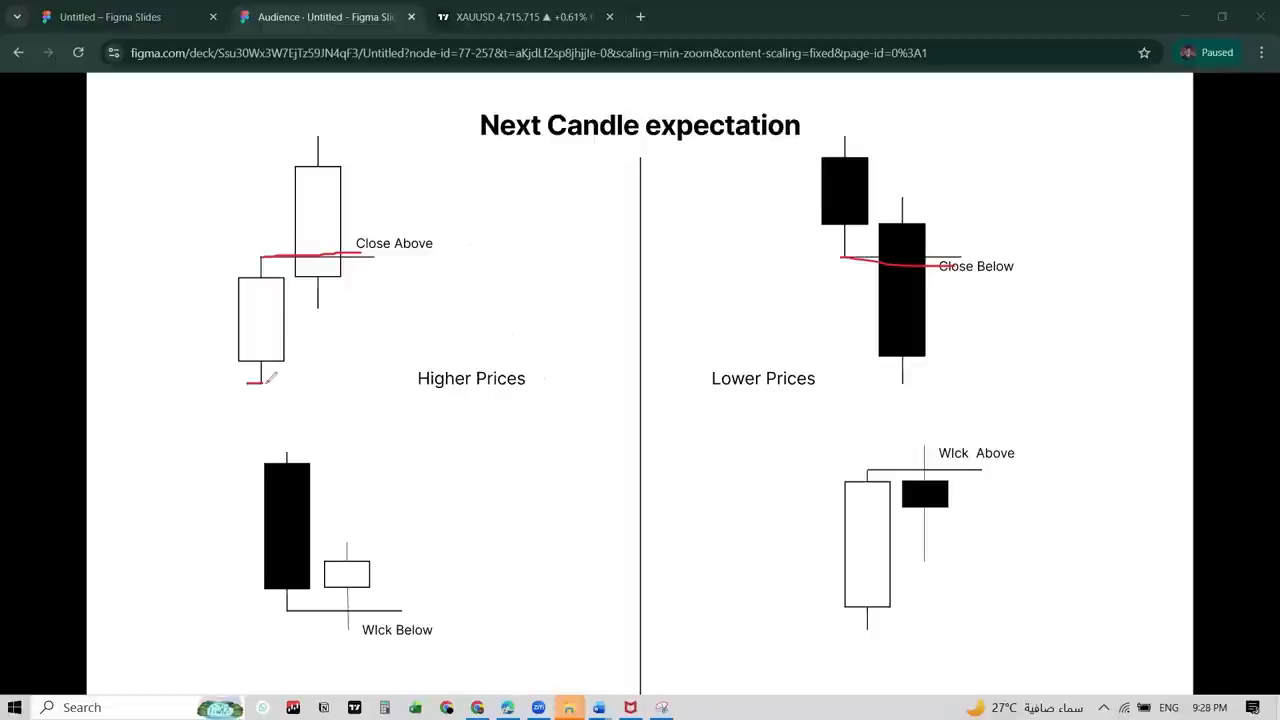 Untitled – Figma Slides
Audience · Untitled – Figma Sli
XAUUSD 4,715.715 ▲ +0.61%
figma.com/deck/Ssu30Wx3W7EjTz59JN4qF3/Untitled?node-id=77-257&t=aKjdLf2sp8jhjjIe-0&scaling=min-zoom&content-scaling=fixed&page-id=0%3A1
Paused
Next Candle expectation
Close Above
Close Below
Higher Prices
Lower Prices
WIck Above
WIck Below
Search
27°C سماء صافية
ENG
9:28 PM